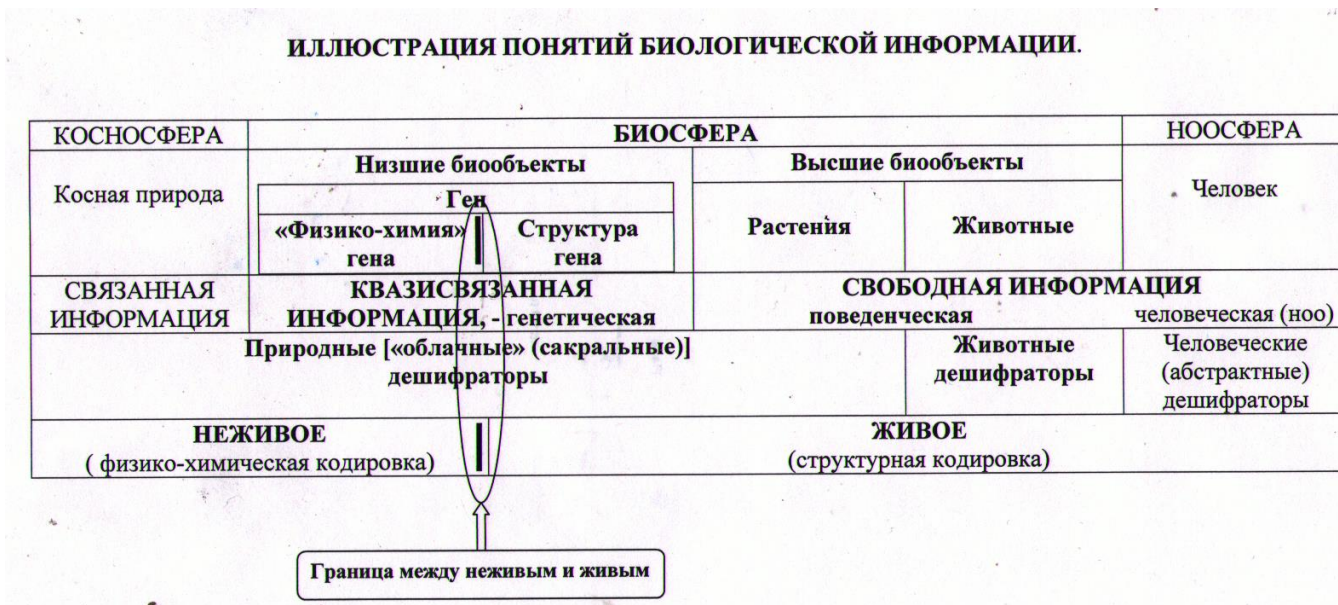 ИЛЛЮСТРАЦИЯ ПОНЯТИЙ БИОЛОГИЧЕСКОЙ ИНФОРМАЦИИ.
КОСНОСФЕРА
БИОСФЕРА
НООСФЕРА
Косная природа
Низшие биообъекты
Высшие биообъекты
Человек
Ген
«Физико-химия»
гена
Структура
гена
Растения
Животные
СВЯЗАННАЯ
ИНФОРМАЦИЯ
КВАЗИСВЯЗАННАЯ
ИНФОРМАЦИЯ, - генетическая
СВОБОДНАЯ ИНФОРМАЦИЯ
поведенческая
человеческая (ноо)
Природные [«облачные» (сакральные)]
дешифраторы
Животные
дешифраторы
Человеческие
(абстрактные)
дешифраторы
НЕЖИВОЕ
( физико-химическая кодировка)
ЖИВОЕ
(структурная кодировка)
Граница между неживым и живым